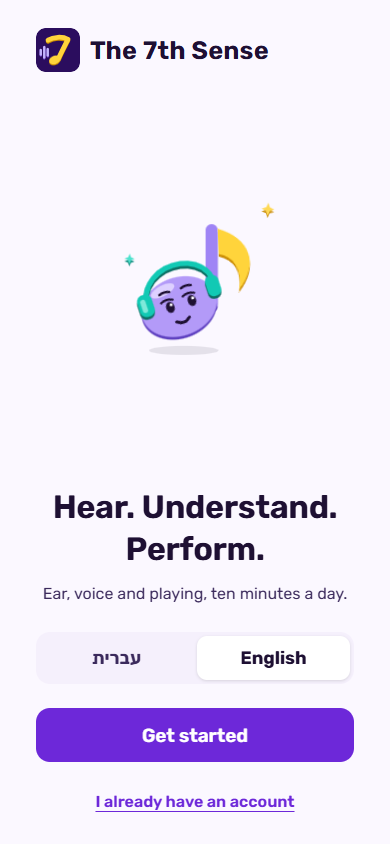 The 7th Sense
Hear. Understand.
Perform.
Ear, voice and playing, ten minutes a day.
עברית
English
Get started
I already have an account